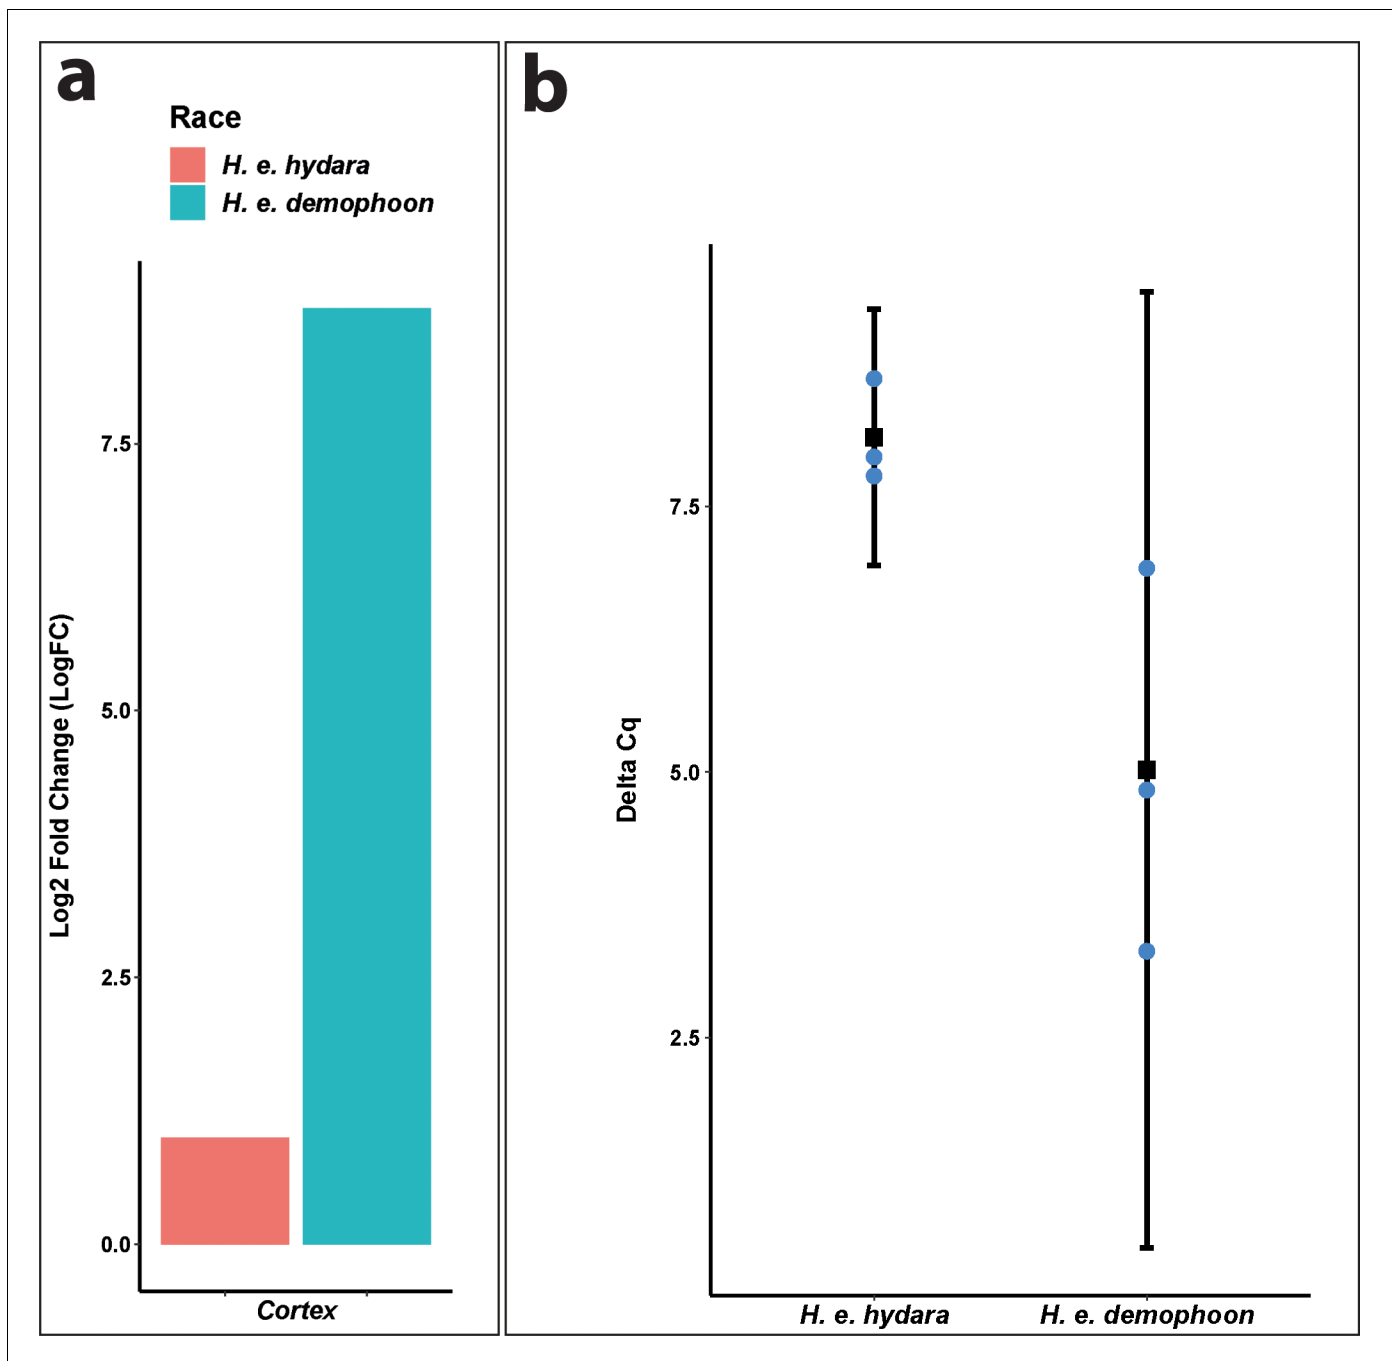 a
Race
H. e. hydara
H. e. demophoon
Log2 Fold Change (LogFC)
7.5
5.0
2.5
0.0
Cortex
b
Delta Cq
7.5
5.0
2.5
H. e. hydara
H. e. demophoon